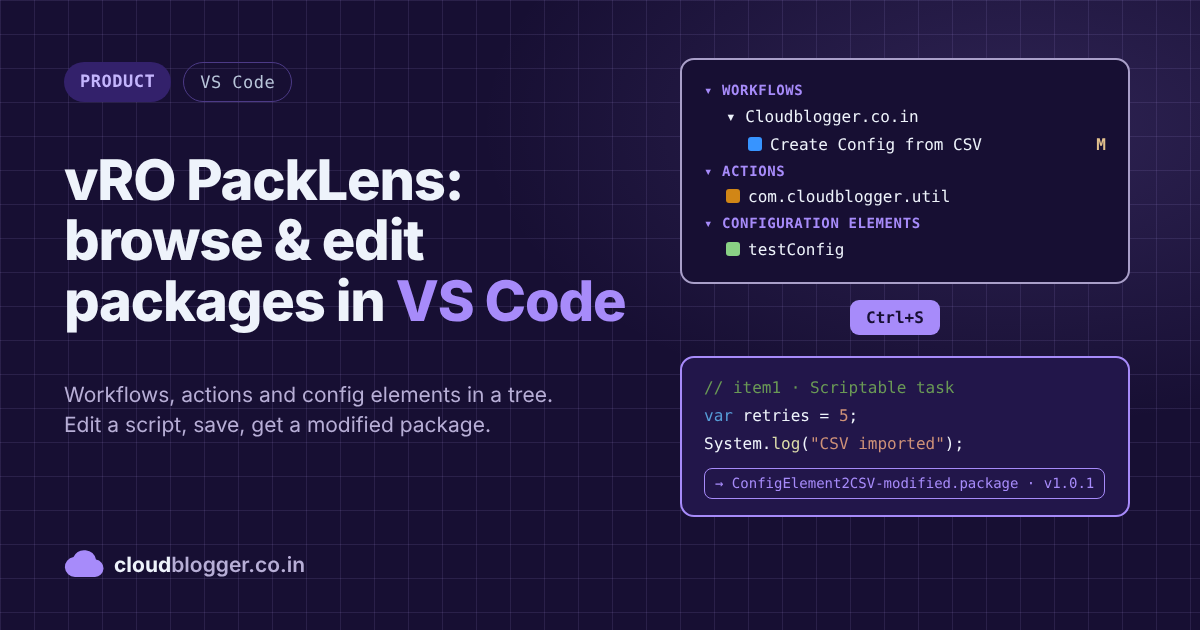 PRODUCT
VS Code
vRO PackLens:
browse & edit
packages in VS Code
Workflows, actions and config elements in a tree.
Edit a script, save, get a modified package.
cloudblogger.co.in
▾ WORKFLOWS
▾ Cloudblogger.co.in
Create Config from CSV M
▾ ACTIONS
com.cloudblogger.util
▾ CONFIGURATION ELEMENTS
testConfig
Ctrl+S
// item1 · Scriptable task
var retries = 5;
System.log("CSV imported");
→ ConfigElement2CSV-modified.package · v1.0.1